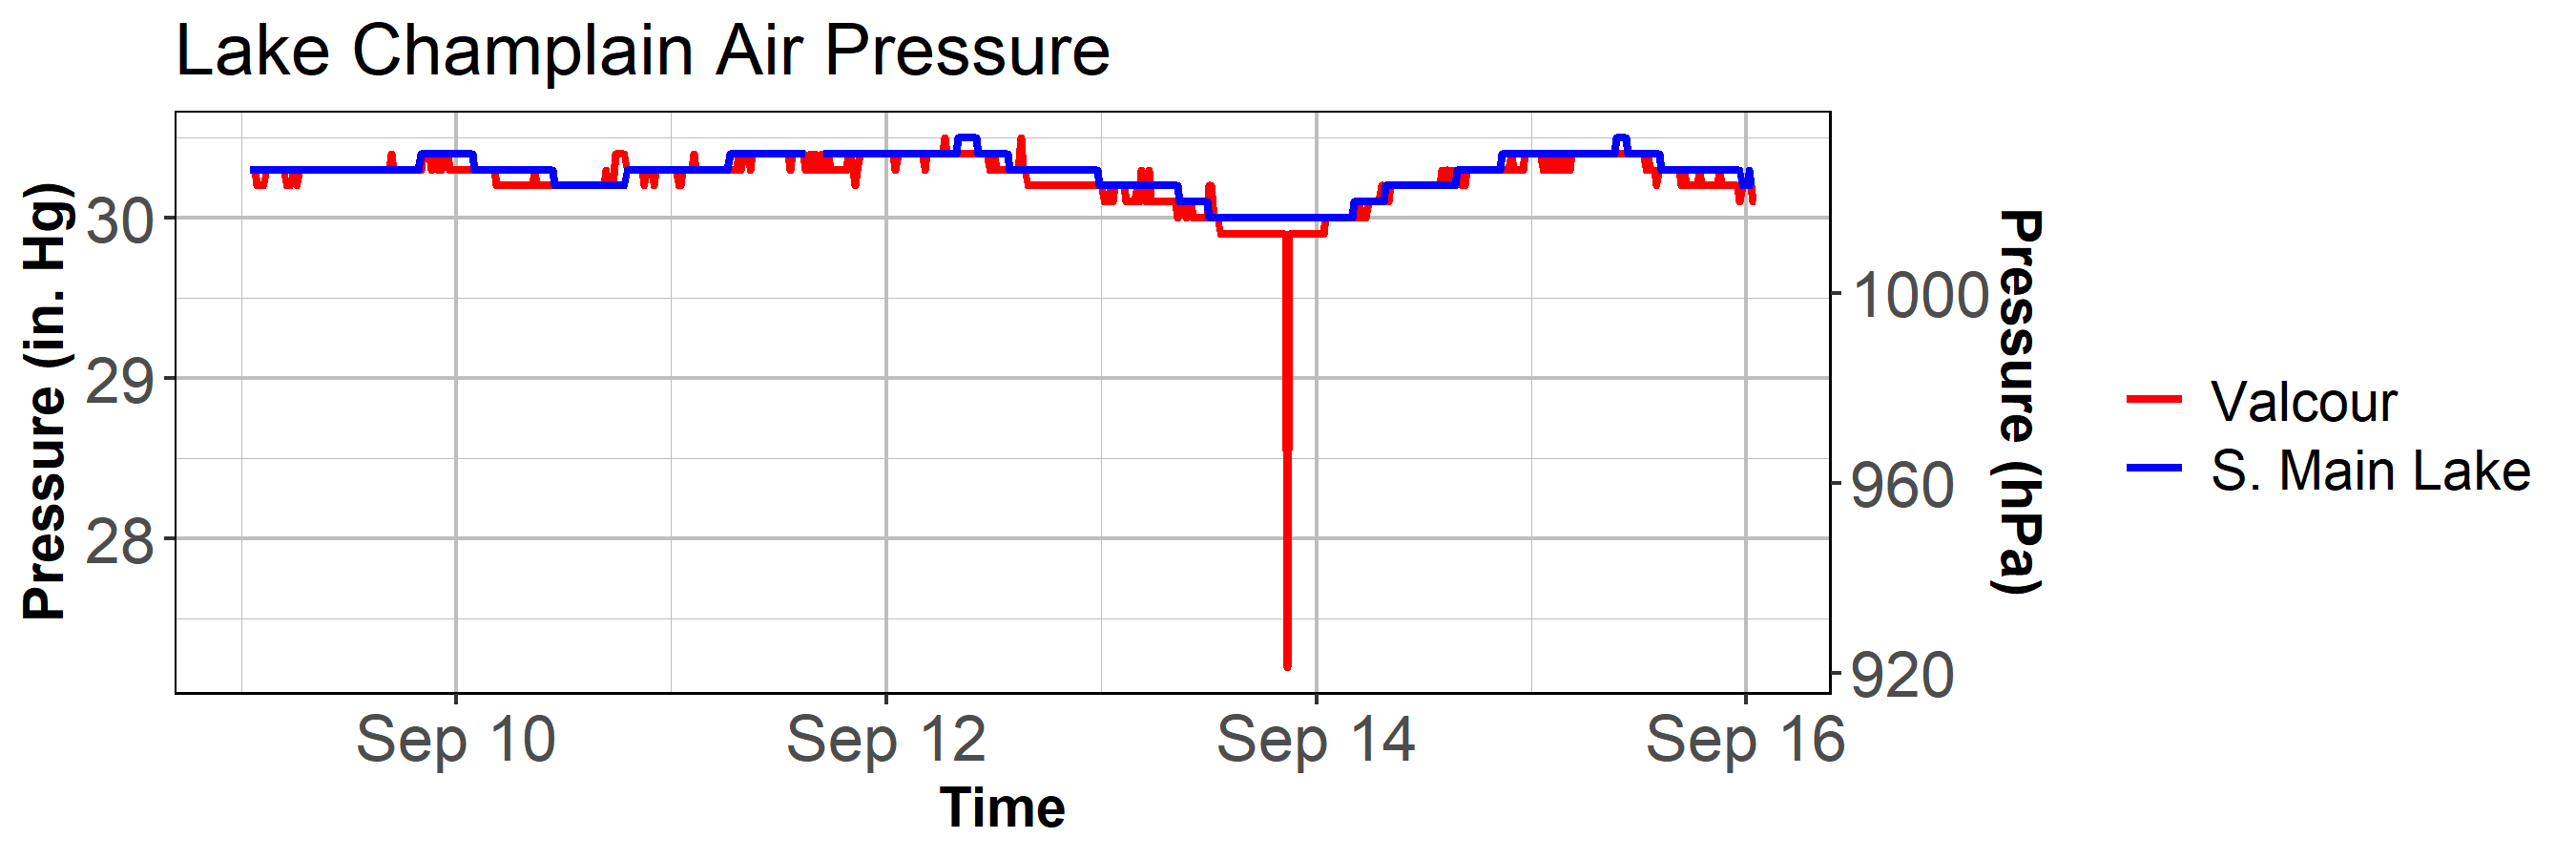 Lake Champlain Air Pressure
Pressure (in. Hg)
30
29
28
1000
960
920
Pressure (hPa)
Valcour
S. Main Lake
Sep 10 Sep 12 Sep 14 Sep 16
Time